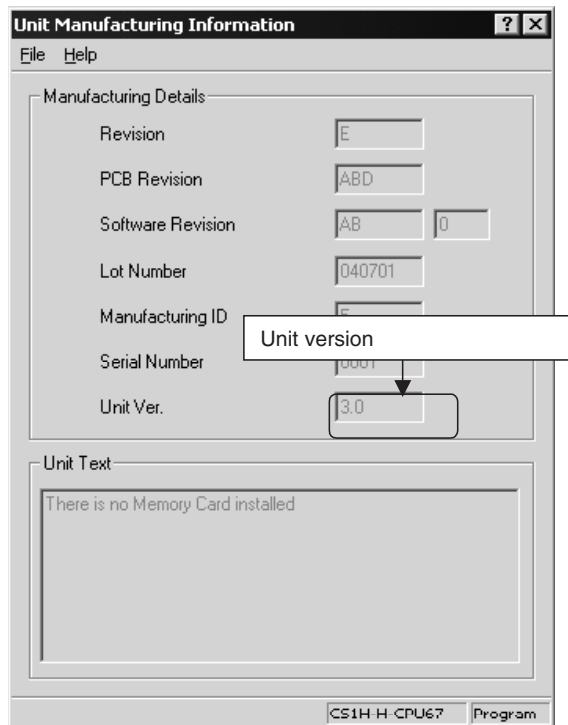 Unit Manufacturing Information ? X
File Help
Manufacturing Details
Revision E
PCB Revision ABD
Software Revision AB 0
Lot Number 040701
Manufacturing ID
Unit version
Serial Number 0001
Unit Ver. 3.0
Unit Text
There is no Memory Card installed
CS1H-H-CPU67 Program